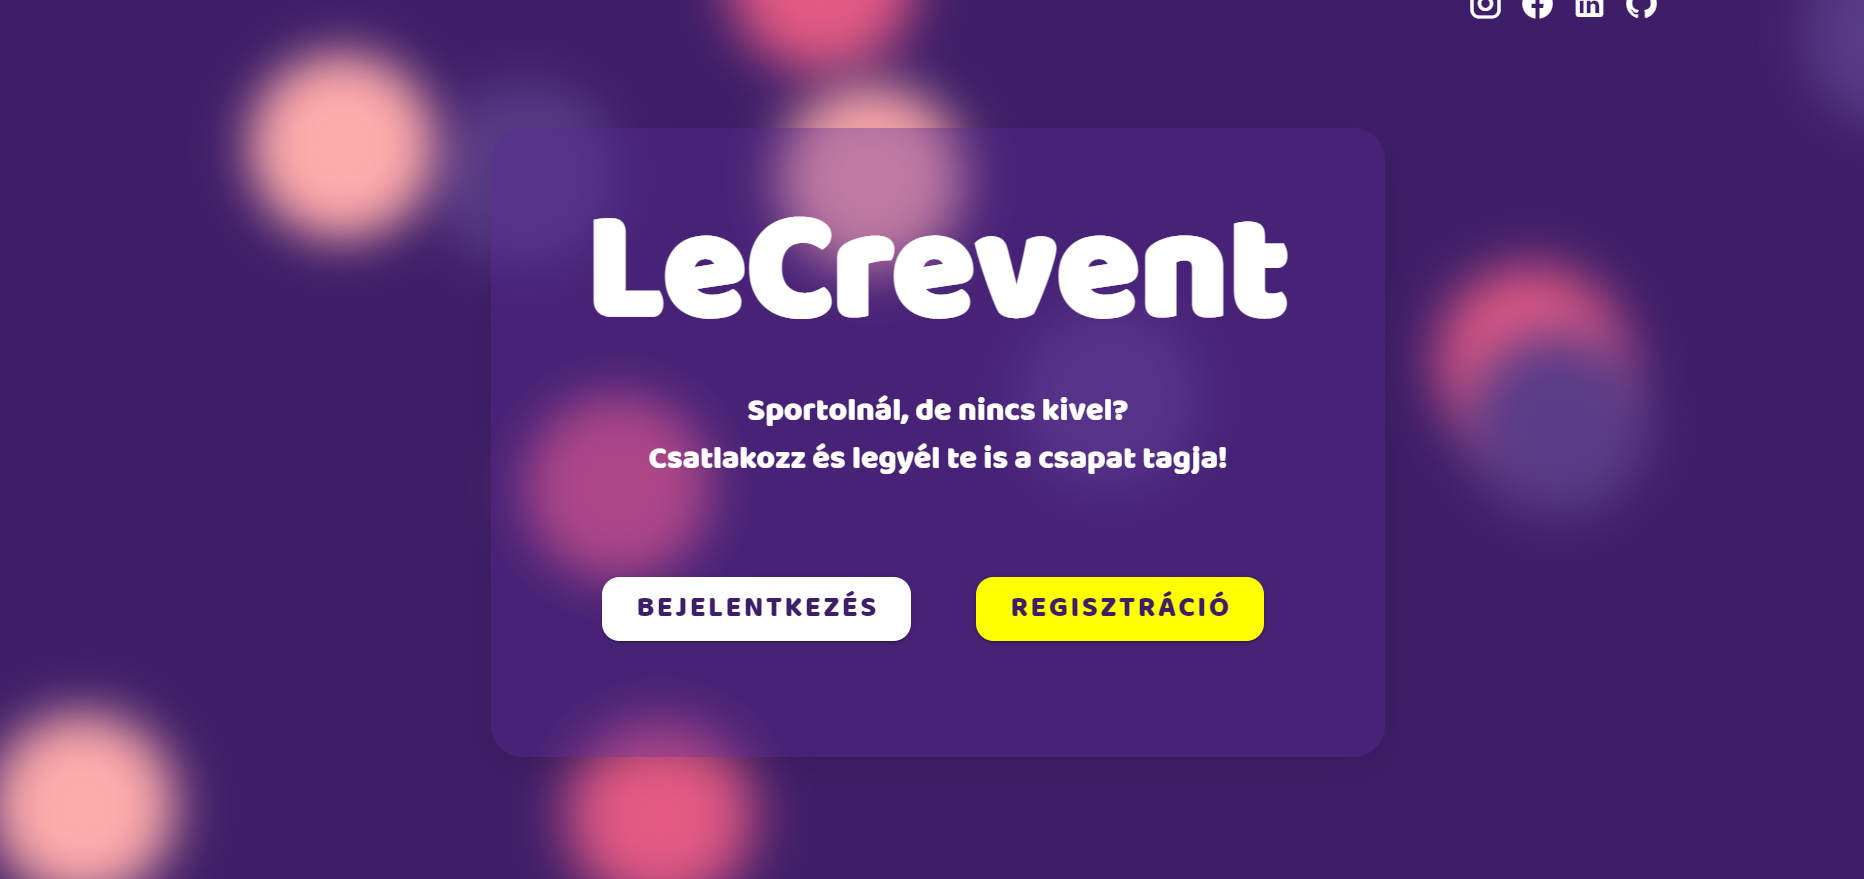 LeCrevent
Sportolnál, de nincs kivel?
Csatlakozz és legyél te is a csapat tagja!
BEJELENTKEZÉS
REGISZTRÁCIÓ